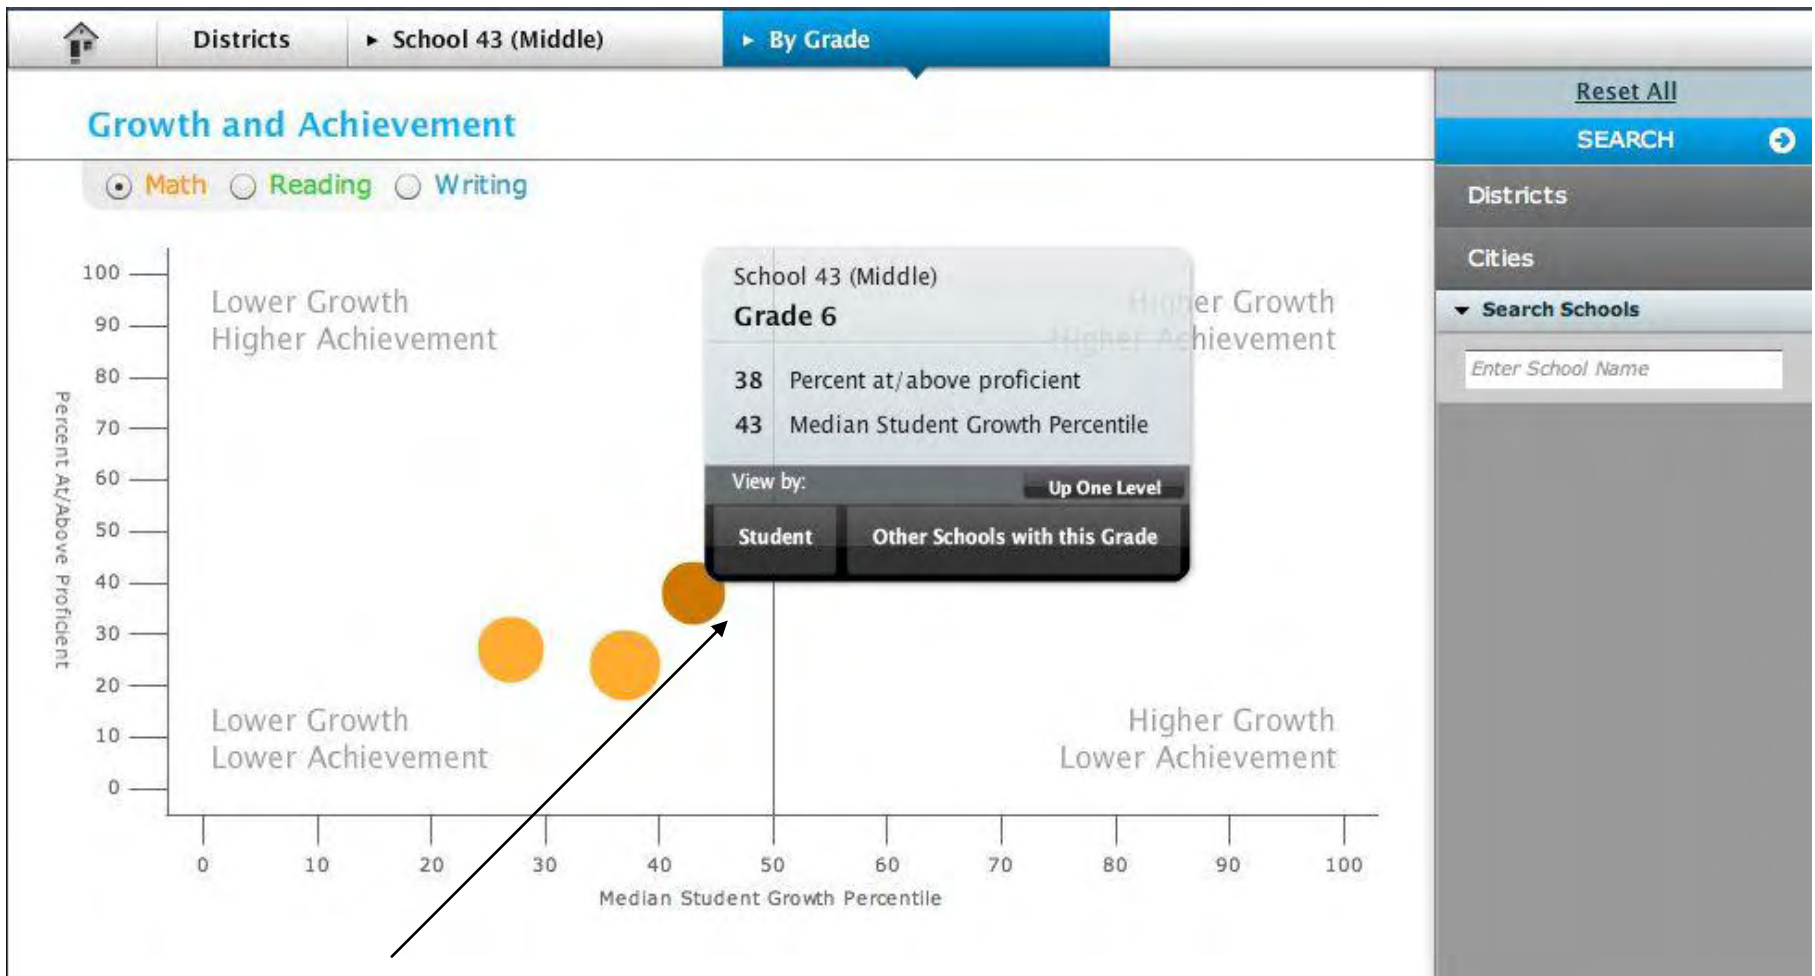 Districts
► School 43 (Middle)
► By Grade
Reset All
SEARCH
Districts
Cities
▼ Search Schools
Enter School Name
Growth and Achievement
Math Reading Writing
Lower Growth
Higher Achievement
Higher Growth
Higher Achievement
School 43 (Middle)
Grade 6
38 Percent at/above proficient
43 Median Student Growth Percentile
View by:
Up One Level
Student
Other Schools with this Grade
Lower Growth
Lower Achievement
Higher Growth
Lower Achievement
Percent At/Above Proficient
100
90
80
70
60
50
40
30
20
10
0
0 10 20 30 40 50 60 70 80 90 100
Median Student Growth Percentile